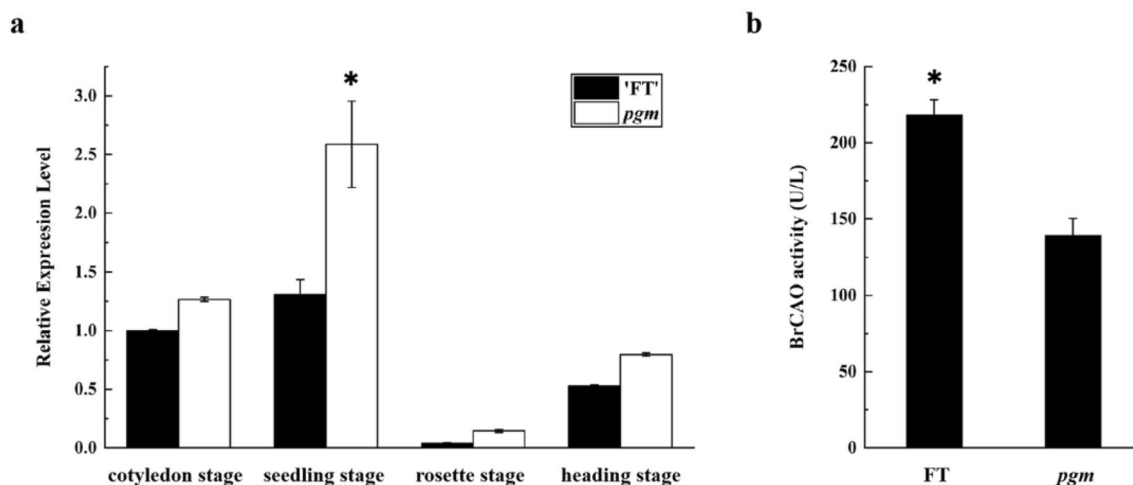 a
Relative Expreesion Level
3.0
2.5
2.0
1.5
1.0
0.5
0.0
*
'FT'
pgm
cotyledon stage
seedling stage
rosette stage
heading stage
b
BrCAO activity (U/L)
250
200
150
100
50
0
*
FT
pgm